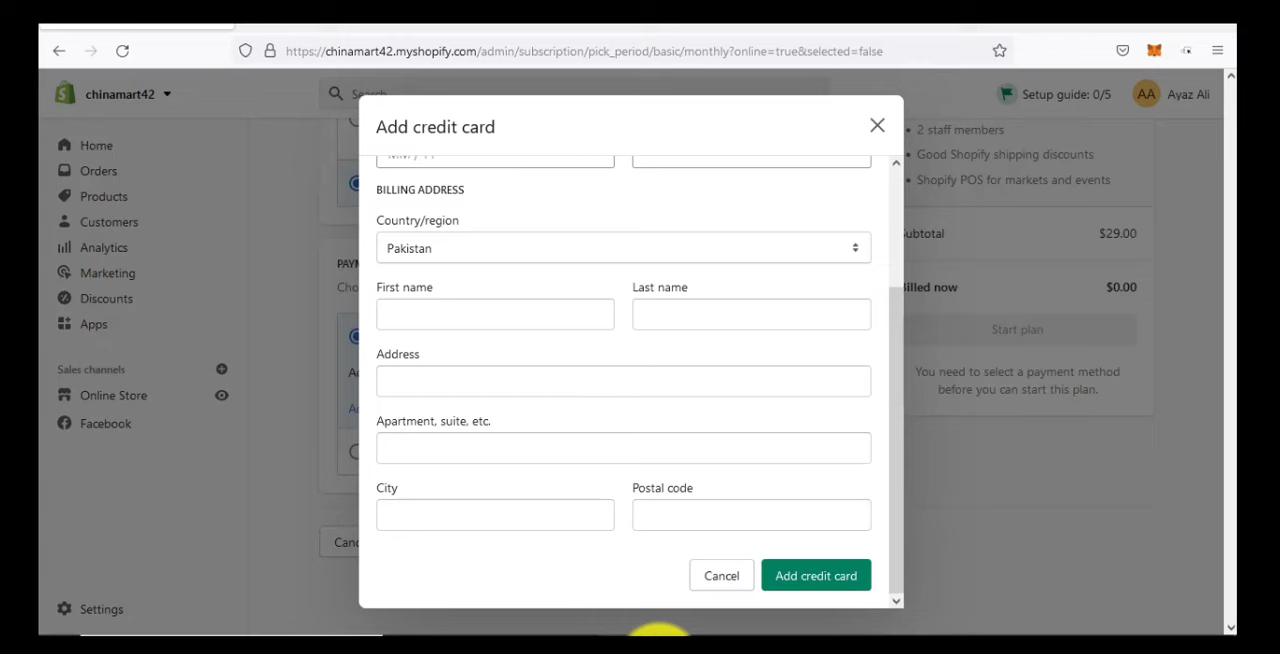 https://chinamart42.myshopify.com/admin/subscription/pick_period/basic/monthly?online=true&selected=false
chinamart42
Search
Setup guide: 0/5
AA
Ayaz Ali
Home
Orders
Products
Customers
Analytics
Marketing
Discounts
Apps
Sales channels
Online Store
Facebook
Settings
Add credit card
BILLING ADDRESS
Country/region
Pakistan
First name
Last name
Address
Apartment, suite, etc.
City
Postal code
Cancel
Add credit card
2 staff members
Good Shopify shipping discounts
Shopify POS for markets and events
$29.00
$0.00
Start plan
You need to select a payment method
before you can start this plan.